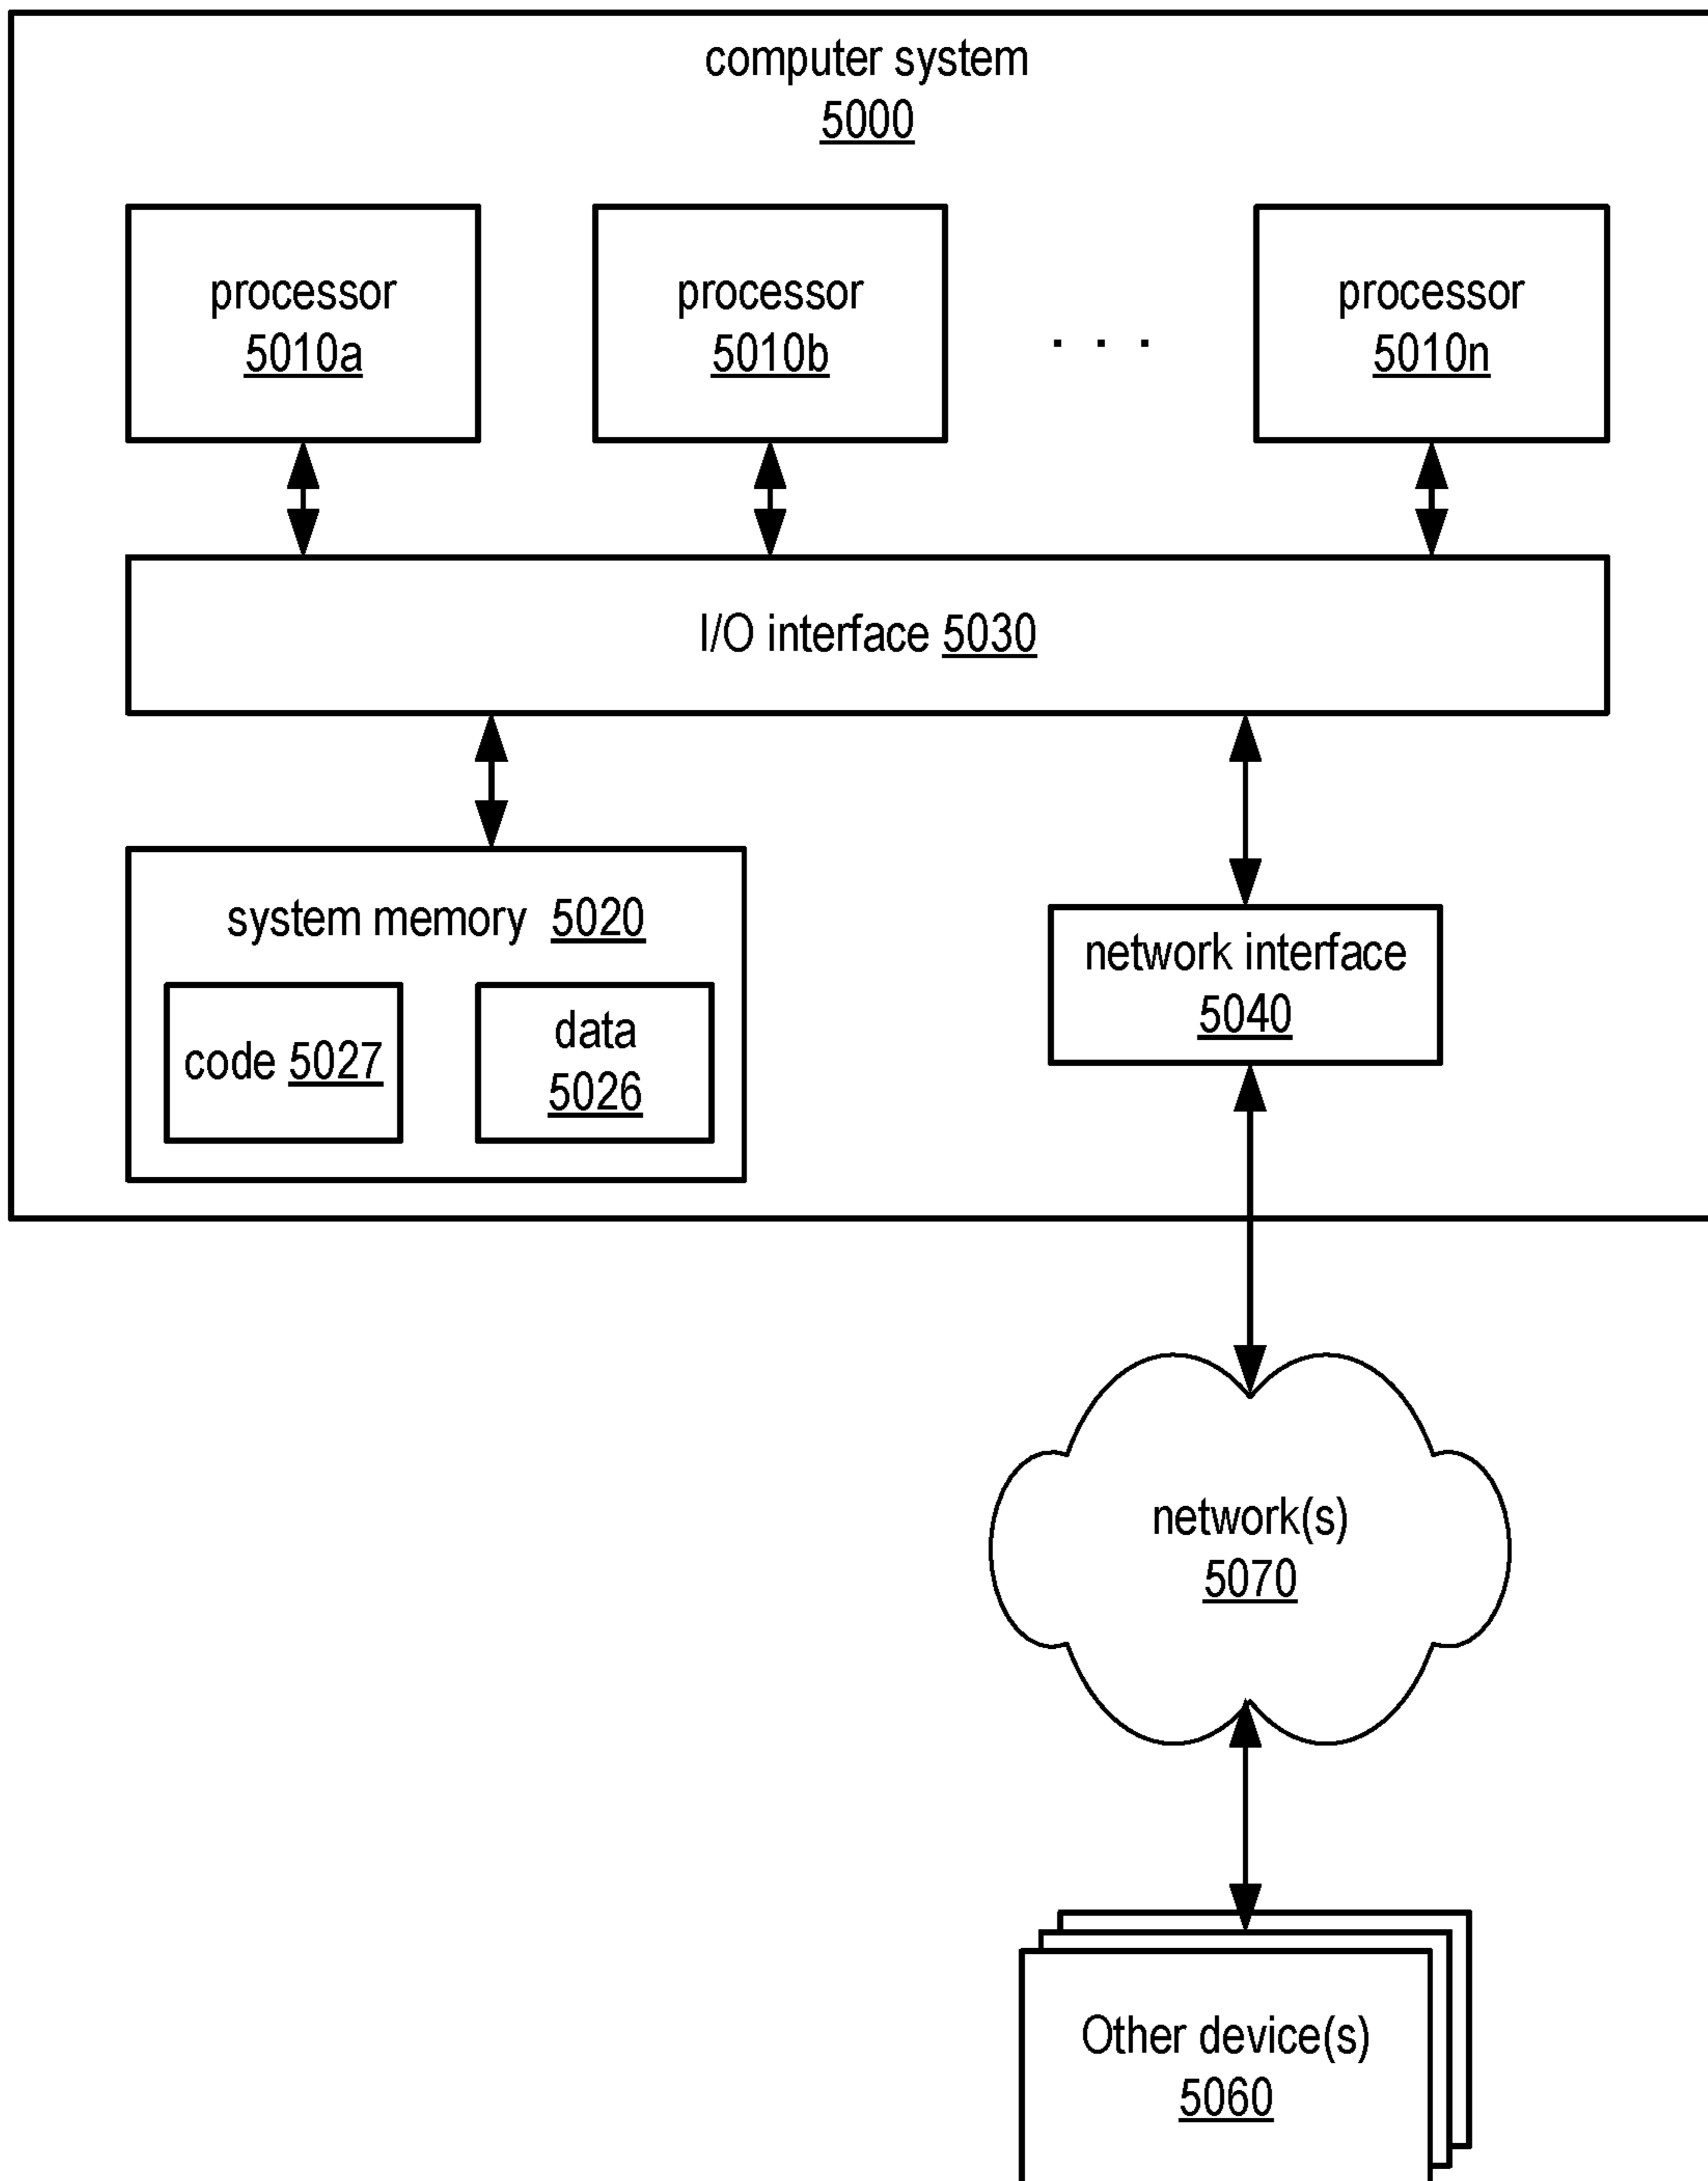 computer system
5000
processor
5010a
processor
5010b
. . .
processor
5010n
I/O interface 5030
system memory 5020
code 5027
data
5026
network interface
5040
network(s)
5070
Other device(s)
5060